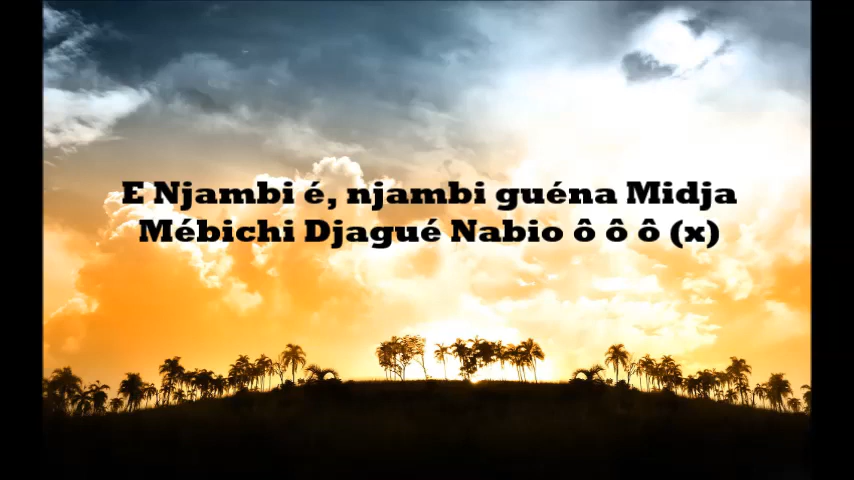 E Njambi é, njambi guéna Midja
Mébichi Djagué Nabio ô ô ô (x)